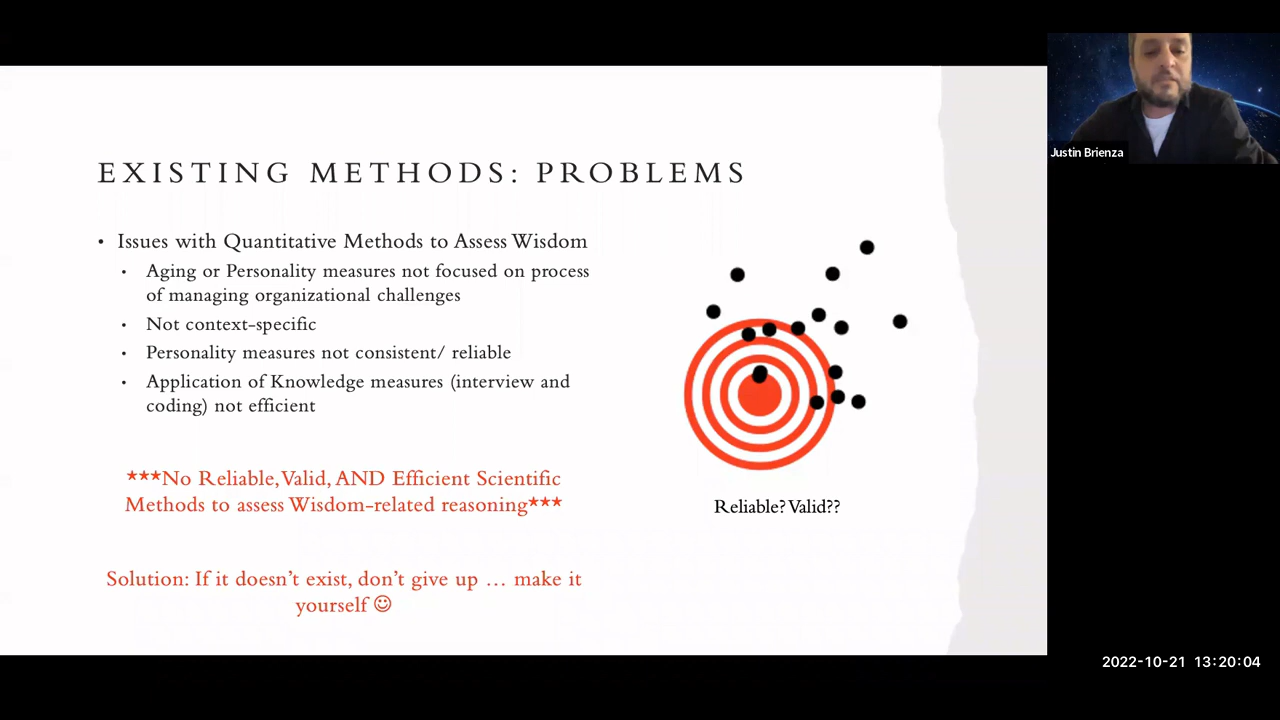 EXISTING METHODS: PROBLEMS
• Issues with Quantitative Methods to Assess Wisdom
• Aging or Personality measures not focused on process
of managing organizational challenges
• Not context-specific
• Personality measures not consistent/ reliable
• Application of Knowledge measures (interview and
coding) not efficient
***No Reliable, Valid, AND Efficient Scientific
Methods to assess Wisdom-related reasoning***
Solution: If it doesn’t exist, don’t give up … make it
yourself ☺
Reliable? Valid??
Justin Brienza
2022-10-21 13:20:04